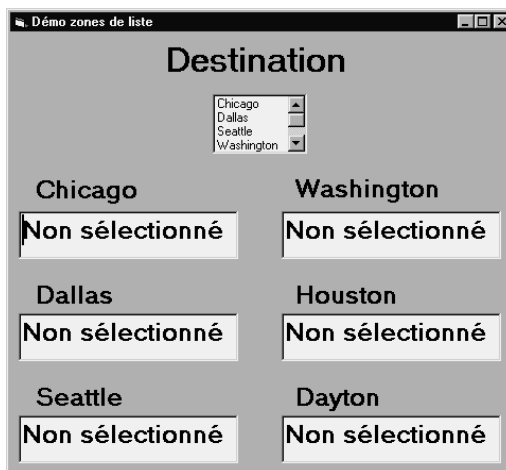 Démo zones de liste
Destination
Chicago
Dallas
Seattle
Washington
Chicago
Washington
Non sélectionné
Non sélectionné
Dallas
Houston
Non sélectionné
Non sélectionné
Seattle
Dayton
Non sélectionné
Non sélectionné